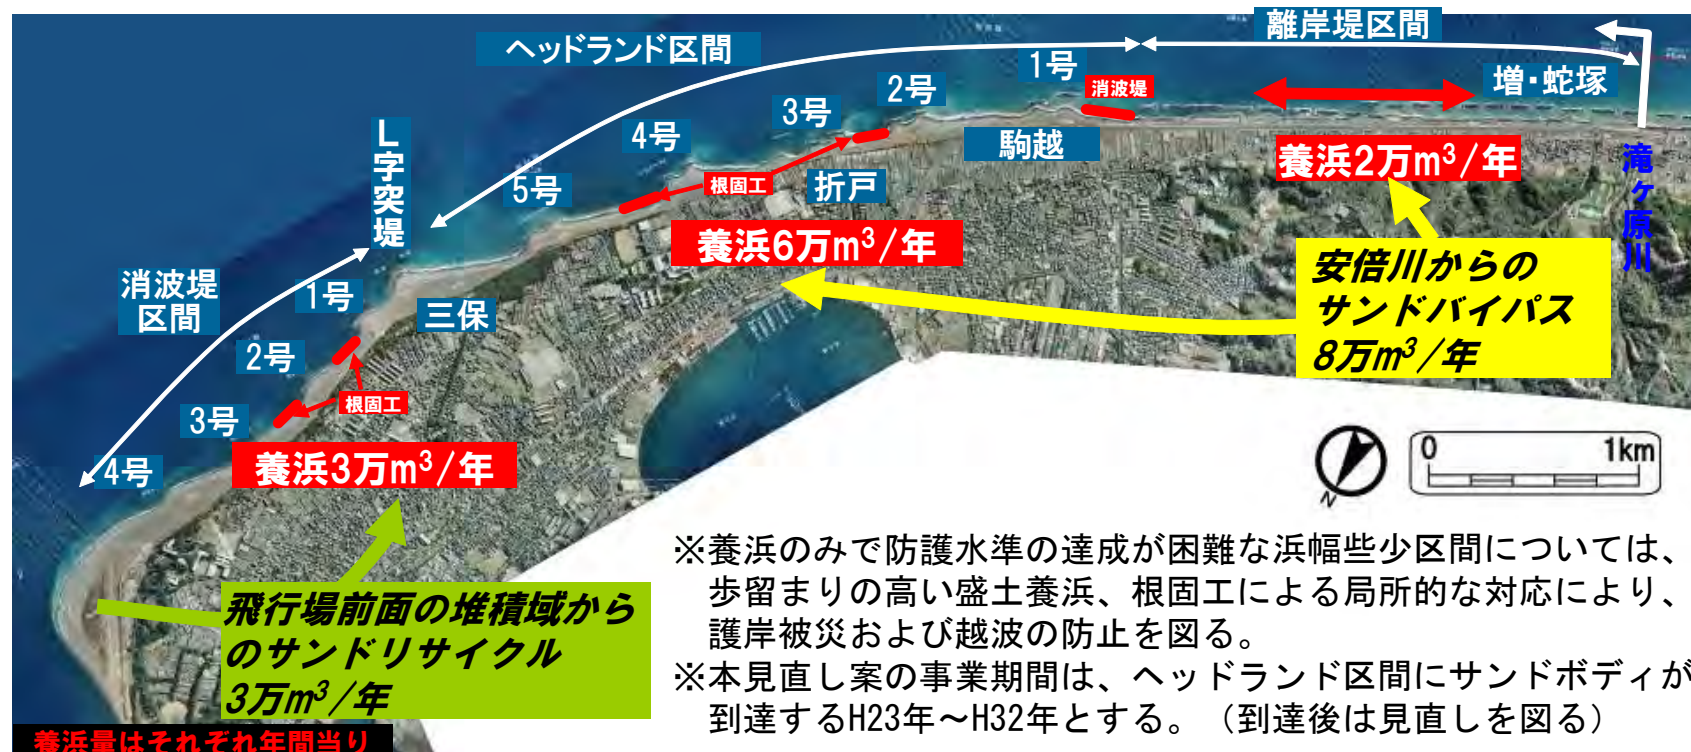 ヘッドランド区間
離岸堤区間
1号
消波堤
増・蛇塚
2号
3号
4号
駒越
L字突堤
養浜2万m³/年
滝ヶ原川
根固工
折戸
5号
養浜6万m³/年
安倍川からの
サンドバイパス
8万m³/年
消波堤
区間
1号
三保
2号
根固工
3号
養浜3万m³/年
4号
0
1km
N
飛行場前面の堆積域から
のサンドリサイクル
3万m³/年
※養浜のみで防護水準の達成が困難な浜幅些少区間については、
歩留まりの高い盛土養浜、根固工による局所的な対応により、
護岸被災および越波の防止を図る。
※本見直し案の事業期間は、ヘッドランド区間にサンドボディが
到達するH23年～H32年とする。（到達後は見直しを図る）
養浜量はそれぞれ年間当り